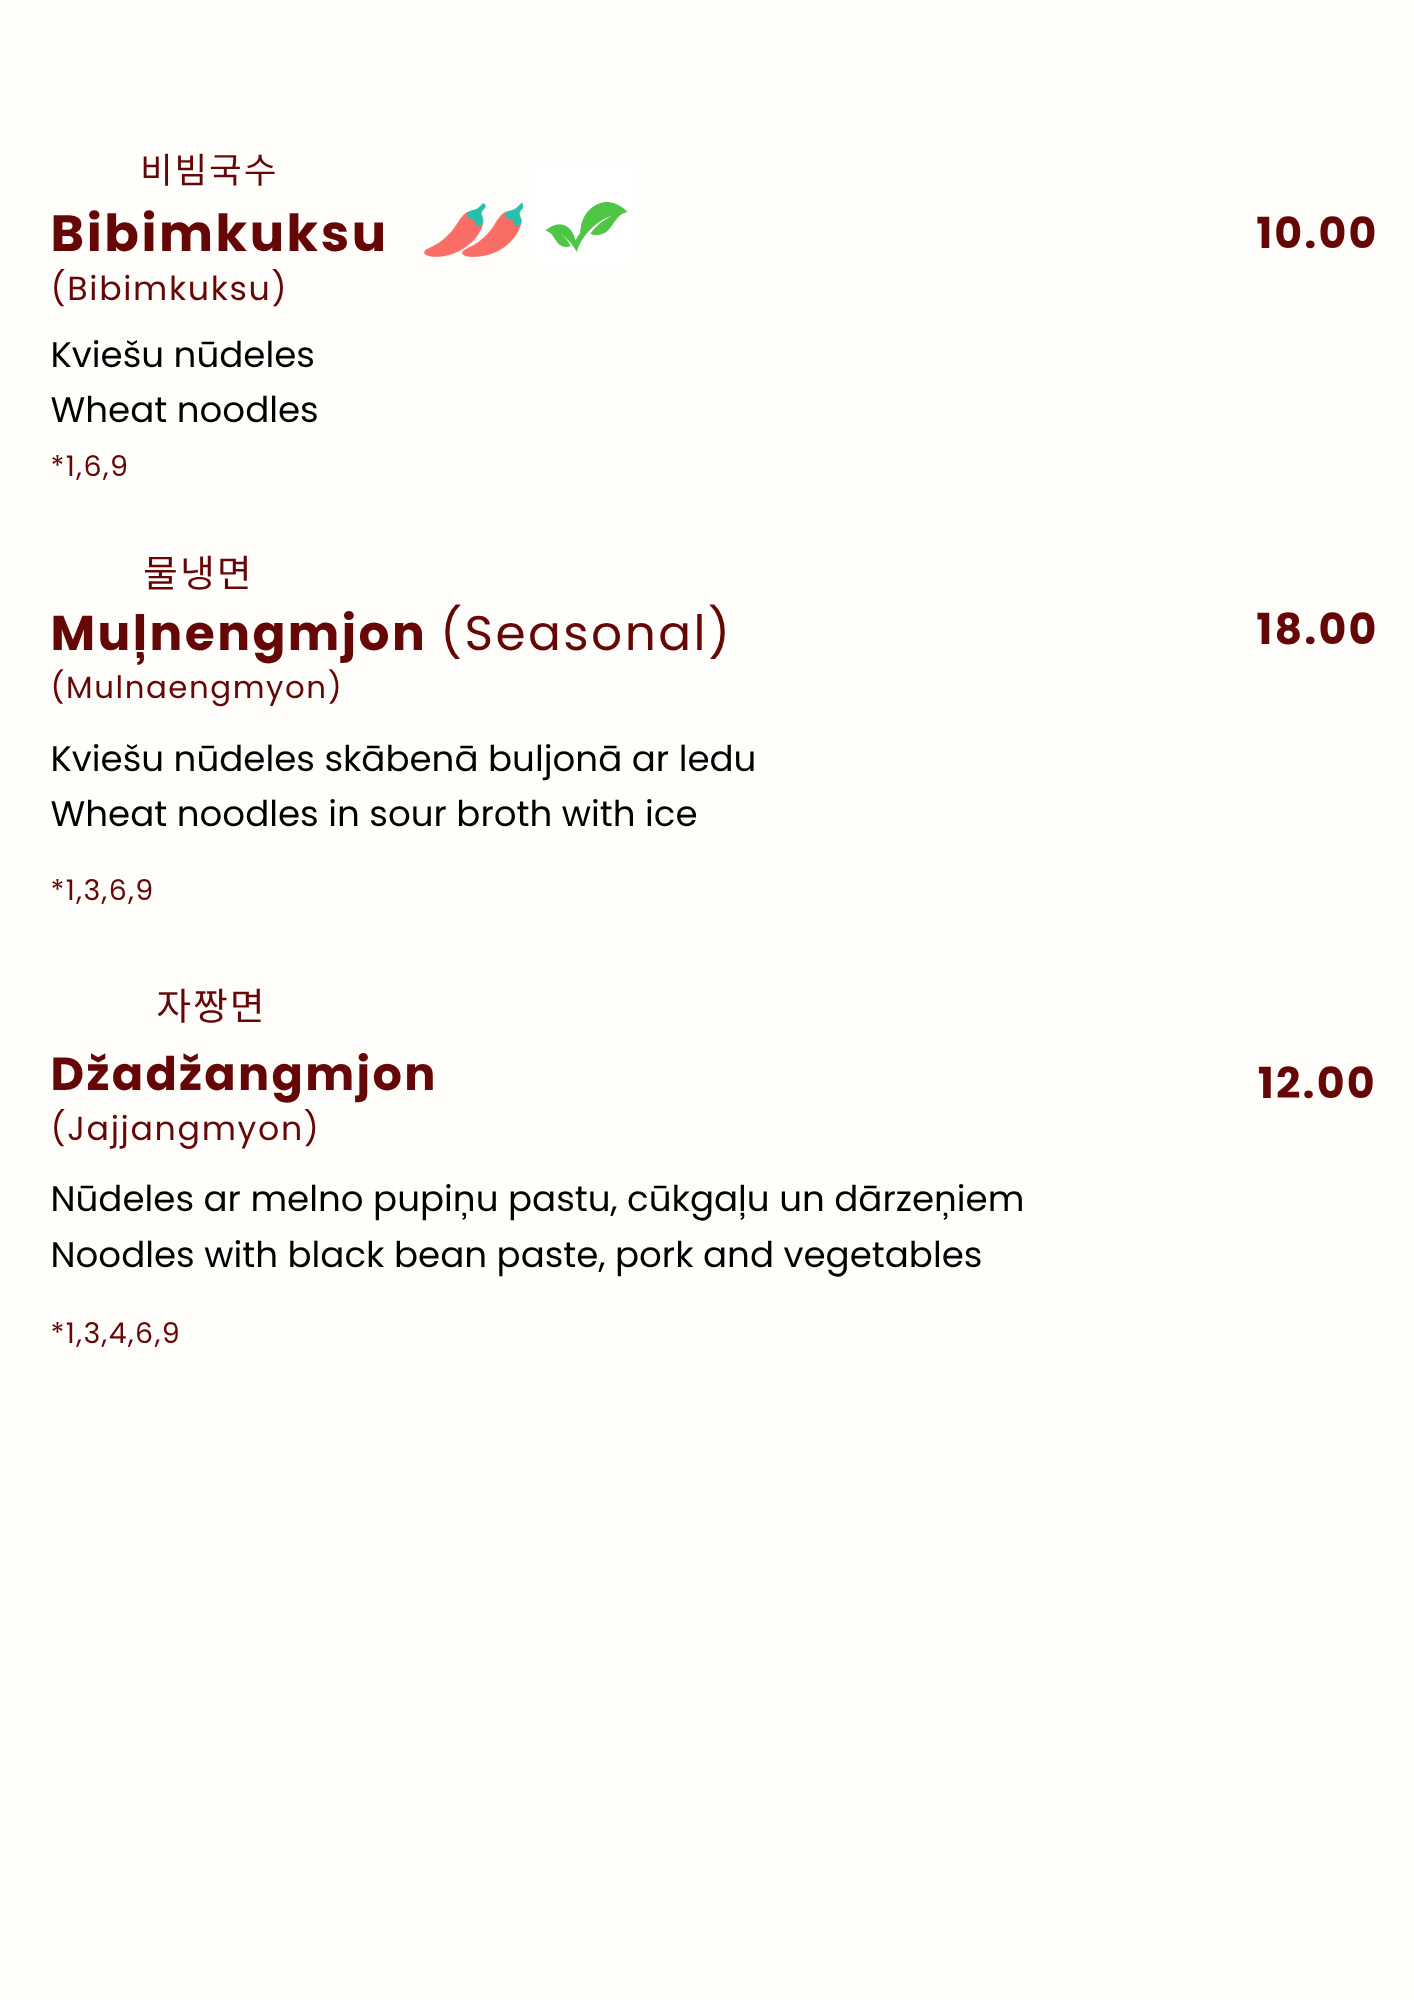 비빔국수
Bibimkuksu 10.00
(Bibimkuksu)
Kviešu nūdeles
Wheat noodles
*1,6,9
물냉면
Muļnengmjon (Seasonal) 18.00
(Mulnaengmyon)
Kviešu nūdeles skābenā buljonā ar ledu
Wheat noodles in sour broth with ice
*1,3,6,9
자짱면
Džadžangmjon 12.00
(Jajjangmyon)
Nūdeles ar melno pupiņu pastu, cūkgaļu un dārzeņiem
Noodles with black bean paste, pork and vegetables
*1,3,4,6,9